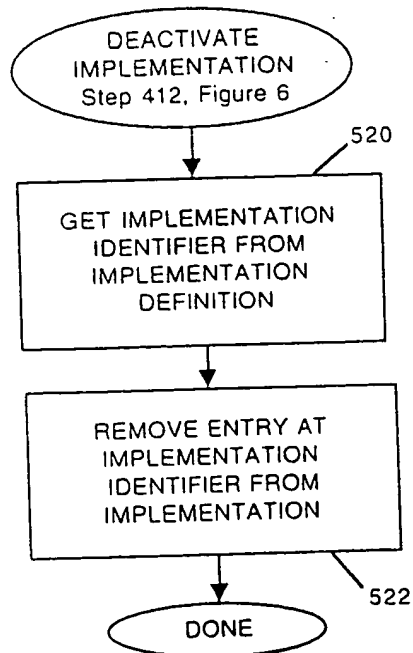 DEACTIVATE
IMPLEMENTATION
Step 412, Figure 6
520
GET IMPLEMENTATION
IDENTIFIER FROM
IMPLEMENTATION
DEFINITION
REMOVE ENTRY AT
IMPLEMENTATION
IDENTIFIER FROM
IMPLEMENTATION
522
DONE